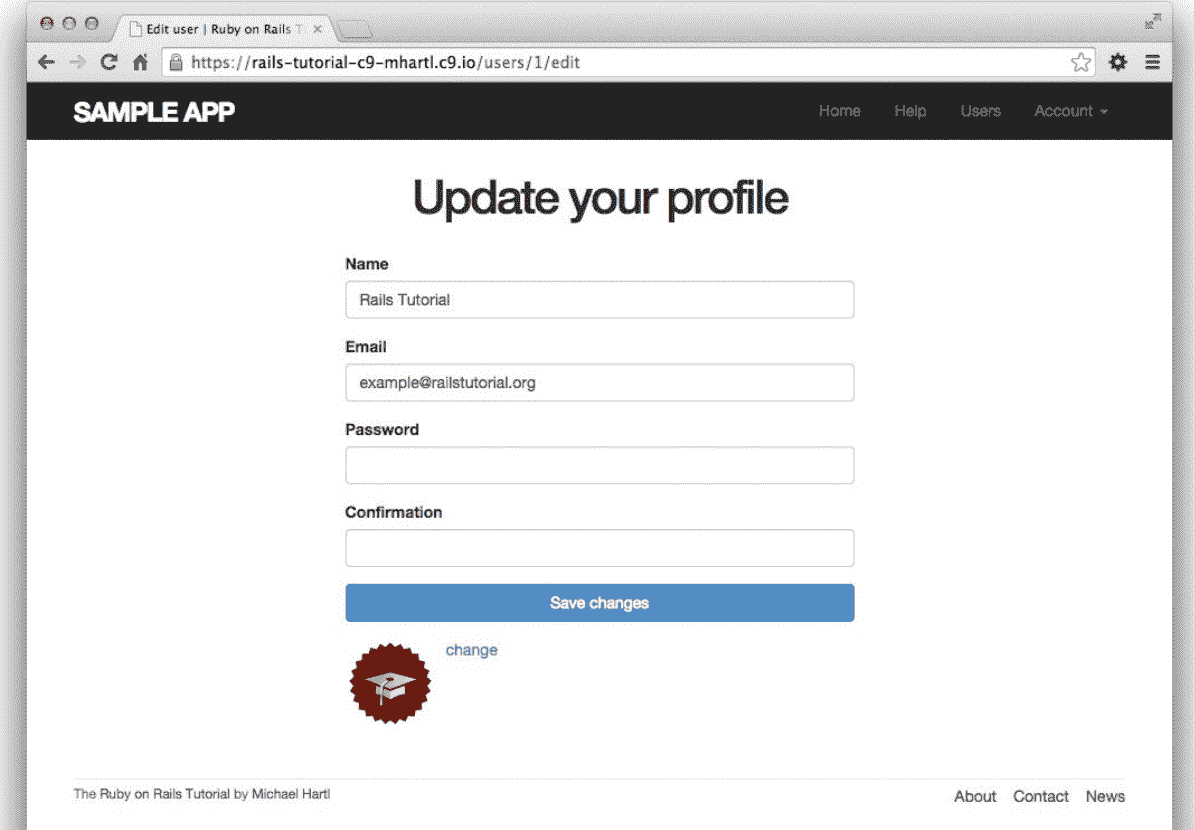 Edit user | Ruby on Rails T
https://rails-tutorial-c9-mhartl.c9.io/users/1/edit
SAMPLE APP
Home Help Users Account
Update your profile
Name
Rails Tutorial
Email
example@railstutorial.org
Password
Confirmation
Save changes
change
The Ruby on Rails Tutorial by Michael Hartl
About Contact News